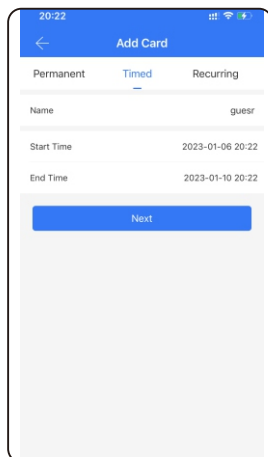 20:22
Add Card
Permanent Timed Recurring
Name guesr
Start Time 2023-01-06 20:22
End Time 2023-01-10 20:22
Next